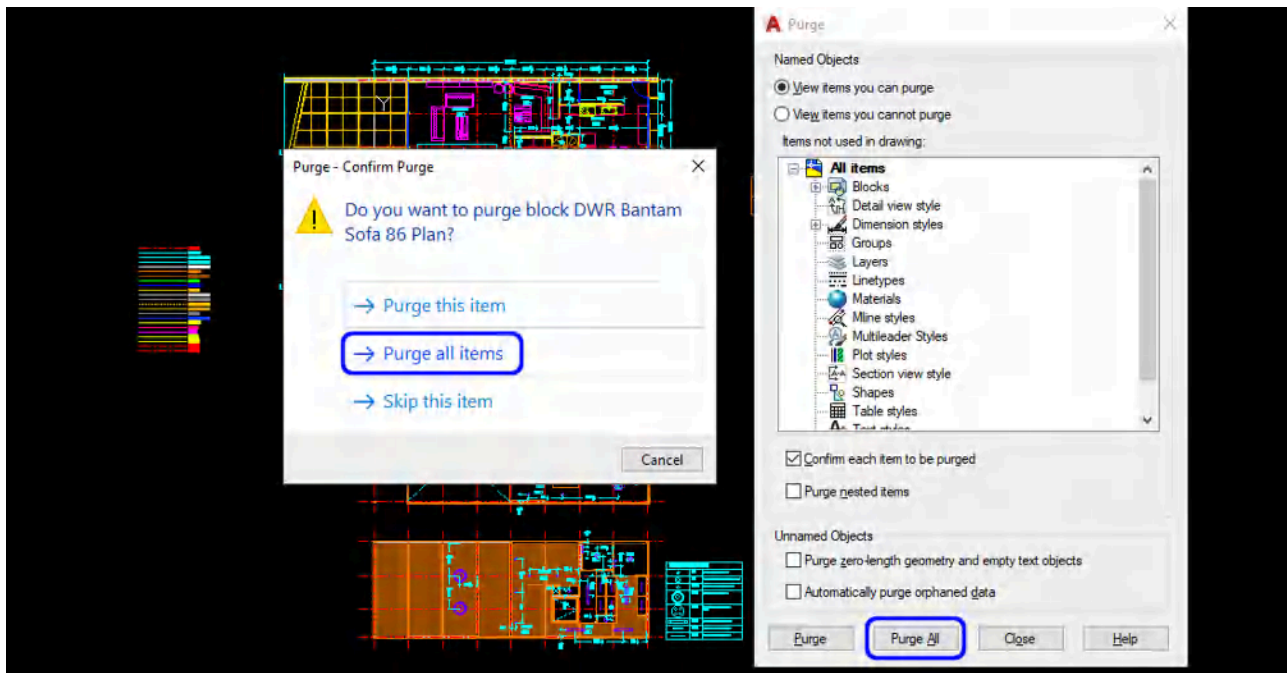 Purge
Named Objects
View items you can purge
View items you cannot purge
Items not used in drawing:
All items
Blocks
Detail view style
Dimension styles
Groups
Layers
Linetypes
Materials
Mline styles
Multileader Styles
Plot styles
Section view style
Shapes
Table styles
Confirm each item to be purged
Purge nested items
Unnamed Objects
Purge zero-length geometry and empty text objects
Automatically purge orphaned data
Purge
Purge All
Close
Help
Purge - Confirm Purge
Do you want to purge block DWR Bantam
Sofa 86 Plan?
→ Purge this item
→ Purge all items
→ Skip this item
Cancel
Y